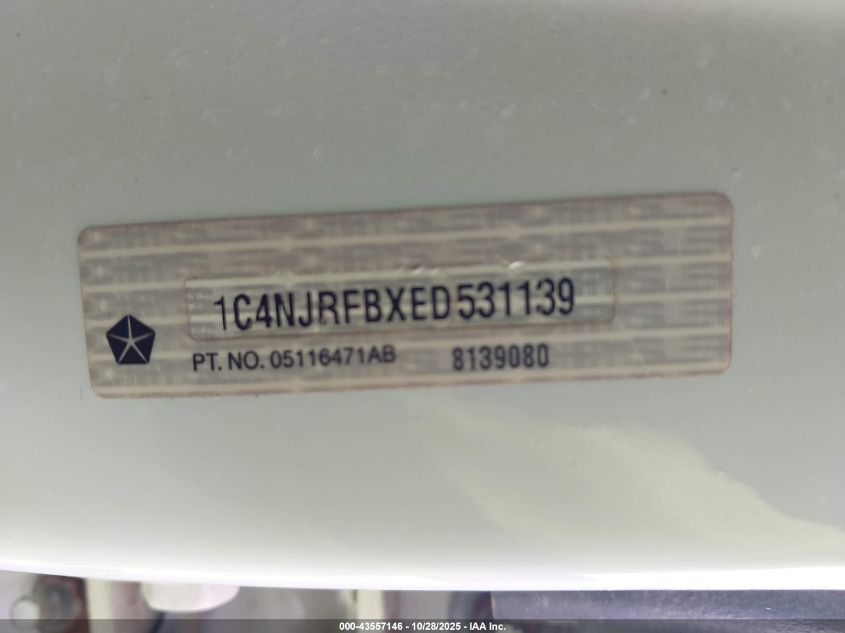 1C4NJRFBXED531139
PT. NO. 05116471AB 8139080
000-43557146 - 10/28/2025 - IAA Inc.